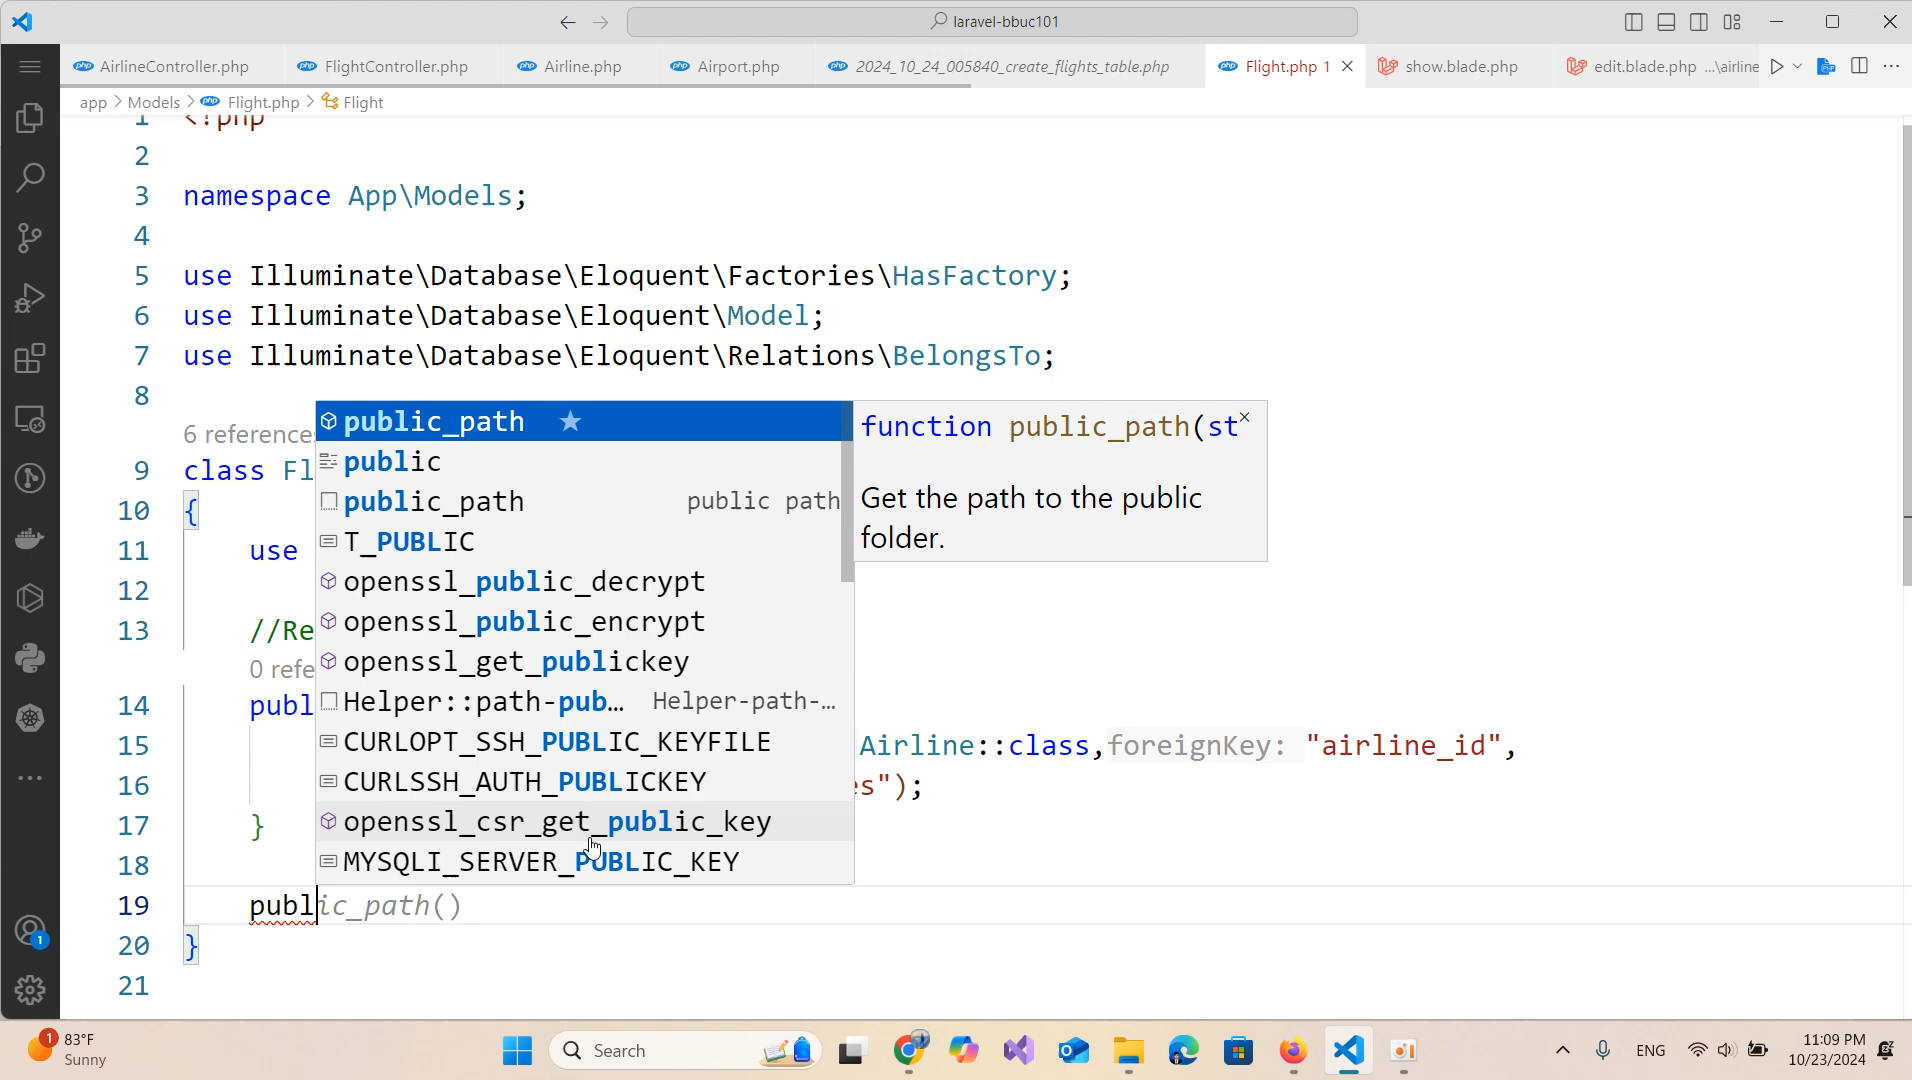 laravel-bbuc101
AirlineController.php
FlightController.php
Airline.php
Airport.php
2024_10_24_005840_create_flights_table.php
Flight.php 1
show.blade.php
edit.blade.php ...\airline
app > Models > Flight.php > Flight
1 <?php
2
3 namespace App\Models;
4
5 use Illuminate\Database\Eloquent\Factories\HasFactory;
6 use Illuminate\Database\Eloquent\Model;
7 use Illuminate\Database\Eloquent\Relations\BelongsTo;
8
6 reference
9 class Fl
10 {
11 use
12
13 //Re
0 refe
14 publ
15 Airline::class,foreignKey: "airline_id",
16 es");
17 }
18
19 public_path()
20 }
21
public_path
public
public_path public path
T_PUBLIC
openssl_public_decrypt
openssl_public_encrypt
openssl_get_publickey
Helper::path-pub... Helper-path-...
CURLOPT_SSH_PUBLIC_KEYFILE
CURLSSH_AUTH_PUBLICKEY
openssl_csr_get_public_key
MYSQLI_SERVER_PUBLIC_KEY
function public_path(st
Get the path to the public
folder.
1
1
83°F
Sunny
Search
ENG
11:09 PM
10/23/2024